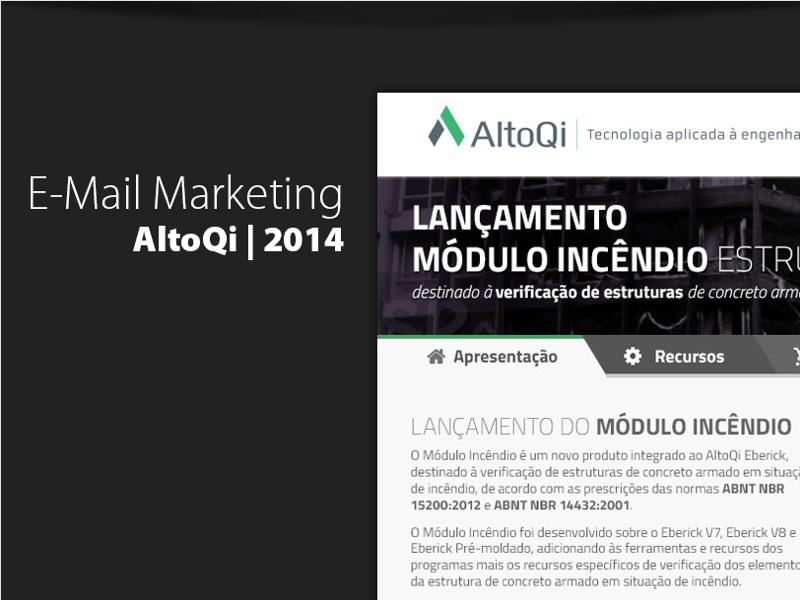 E-Mail Marketing
AltoQi | 2014
AltoQi
Tecnologia aplicada à engenha
LANÇAMENTO
MÓDULO INCÊNDIO ESTRU
destinado à verificação de estruturas de concreto arma
Apresentação
Recursos
LANÇAMENTO DO MÓDULO INCÊNDIO
O Módulo Incêndio é um novo produto integrado ao AltoQi Eberick,
destinado à verificação de estruturas de concreto armado em situaçã
de incêndio, de acordo com as prescrições das normas ABNT NBR
15200:2012 e ABNT NBR 14432:2001.
O Módulo Incêndio foi desenvolvido sobre o Eberick V7, Eberick V8 e
Eberick Pré-moldado, adicionando às ferramentas e recursos dos
programas mais os recursos específicos de verificação dos elemento
da estrutura de concreto armado em situação de incêndio.